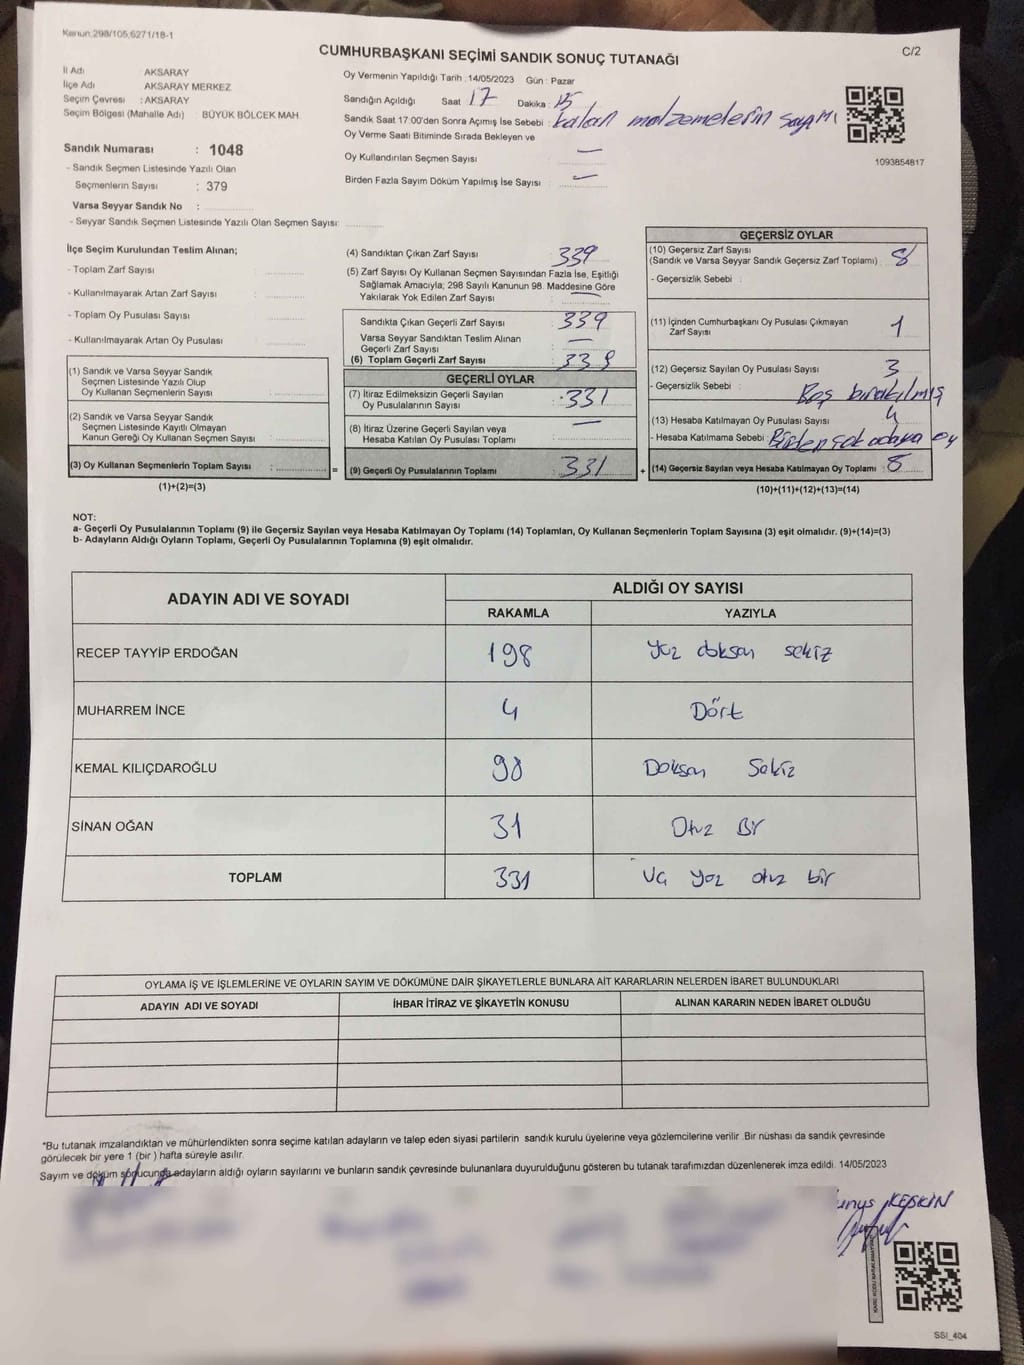 Kanun.298/105,6271/18-1
C/2
CUMHURBAŞKANI SEÇİMİ SANDIK SONUÇ TUTANAĞI
İl Adı AKSARAY
İlçe Adı AKSARAY MERKEZ
Seçim Çevresi : AKSARAY
Seçim Bölgesi (Mahalle Adı) BÜYÜK BÖLCEK MAH.
Sandık Numarası : 1048
- Sandık Seçmen Listesinde Yazılı Olan
Seçmenlerin Sayısı : 379
Varsa Seyyar Sandık No :
- Seyyar Sandık Seçmen Listesinde Yazılı Olan Seçmen Sayısı:
Oy Vermenin Yapıldığı Tarih : 14/05/2023 Gün : Pazar
Sandığın Açıldığı Saat 17 Dakika : 15
Sandık Saat 17.00'den Sonra Açımış İse Sebebi : kalan malzemelerin sayımı
Oy Verme Saati Bitiminde Sırada Bekleyen ve
Oy Kullandırılan Seçmen Sayısı —
Birden Fazla Sayım Döküm Yapılmış İse Sayısı : —
1093854817
İlçe Seçim Kurulundan Teslim Alınan;
- Toplam Zarf Sayısı :
- Kullanılmayarak Artan Zarf Sayısı :
- Toplam Oy Pusulası Sayısı :
- Kullanılmayarak Artan Oy Pusulası :
(1) Sandık ve Varsa Seyyar Sandık
Seçmen Listesinde Yazılı Olup
Oy Kullanan Seçmenlerin Sayısı :
(2) Sandık ve Varsa Seyyar Sandık
Seçmen Listesinde Kayıtlı Olmayan
Kanun Gereği Oy Kullanan Seçmen Sayısı :
(3) Oy Kullanan Seçmenlerin Toplam Sayısı : =
(1)+(2)=(3)
(4) Sandıktan Çıkan Zarf Sayısı : 339
(5) Zarf Sayısı Oy Kullanan Seçmen Sayısından Fazla İse, Eşitliği
Sağlamak Amacıyla; 298 Sayılı Kanunun 98. Maddesine Göre
Yakılarak Yok Edilen Zarf Sayısı : —
Sandıkta Çıkan Geçerli Zarf Sayısı : 339
Varsa Seyyar Sandıktan Teslim Alınan
Geçerli Zarf Sayısı : —
(6) Toplam Geçerli Zarf Sayısı : 339
GEÇERLİ OYLAR
(7) İtiraz Edilmeksizin Geçerli Sayılan
Oy Pusulalarının Sayısı : 331
(8) İtiraz Üzerine Geçerli Sayılan veya
Hesaba Katılan Oy Pusulaları Toplamı : —
(9) Geçerli Oy Pusulalarının Toplamı : 331 +
GEÇERSİZ OYLAR
(10) Geçersiz Zarf Sayısı
(Sandık ve Varsa Seyyar Sandık Geçersiz Zarf Toplamı) : 8
- Geçersizlik Sebebi :
(11) İçinden Cumhurbaşkanı Oy Pusulası Çıkmayan
Zarf Sayısı : 1
(12) Geçersiz Sayılan Oy Pusulası Sayısı : 3
- Geçersizlik Sebebi : Boş bırakılmış
(13) Hesaba Katılmayan Oy Pusulası Sayısı : 4
- Hesaba Katılmama Sebebi : Birden çok adaya oy
(14) Geçersiz Sayılan veya Hesaba Katılmayan Oy Toplamı : 8
(10)+(11)+(12)+(13)=(14)
NOT:
a- Geçerli Oy Pusulalarının Toplamı (9) ile Geçersiz Sayılan veya Hesaba Katılmayan Oy Toplamı (14) Toplamları, Oy Kullanan Seçmenlerin Toplam Sayısına (3) eşit olmalıdır. (9)+(14)=(3)
b- Adayların Aldığı Oyların Toplamı, Geçerli Oy Pusulalarının Toplamına (9) eşit olmalıdır.
ADAYIN ADI VE SOYADI
ALDIĞI OY SAYISI
RAKAMLA YAZIYLA
RECEP TAYYİP ERDOĞAN 198 Yüz doksan sekiz
MUHARREM İNCE 4 Dört
KEMAL KILIÇDAROĞLU 98 Doksan Sekiz
SİNAN OĞAN 31 Otuz Bir
TOPLAM 331 Üç yüz otuz bir
OYLAMA İŞ VE İŞLEMLERİNE VE OYLARIN SAYIM VE DÖKÜMÜNE DAİR ŞİKAYETLERLE BUNLARA AİT KARARLARIN NELERDEN İBARET BULUNDUKLARI
ADAYIN ADI VE SOYADI İHBAR İTİRAZ VE ŞİKAYETİN KONUSU ALINAN KARARIN NEDEN İBARET OLDUĞU
*Bu tutanak imzalandıktan ve mühürlendikten sonra seçime katılan adayların ve talep eden siyasi partilerin sandık kurulu üyelerine veya gözlemcilerine verilir .Bir nüshası da sandık çevresinde
görülecek bir yere 1 (bir ) hafta süreyle asılır.
Sayım ve döküm sonucunda adayların aldığı oyların sayılarını ve bunların sandık çevresinde bulunanlara duyurulduğunu gösteren bu tutanak tarafımızdan düzenlenerek imza edildi. 14/05/2023
unus KESKİN
SSI_404